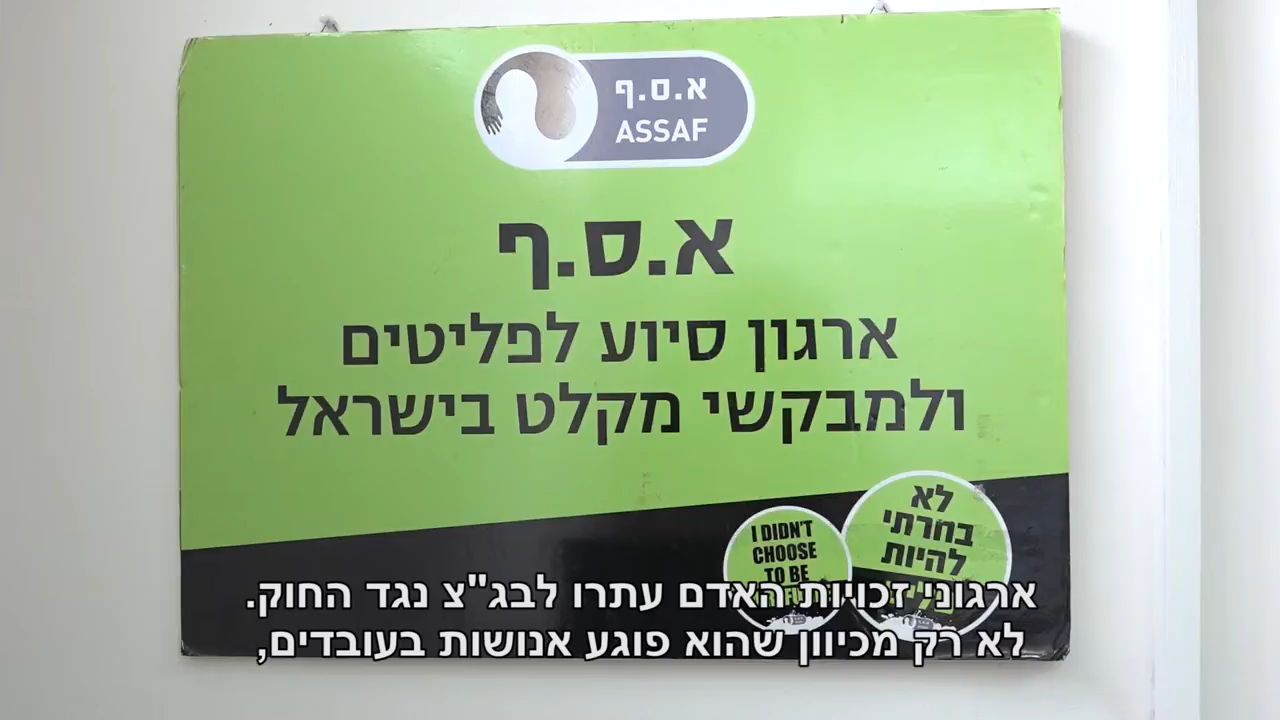 א.ס.ף
ASSAF
א.ס.ף
ארגון סיוע לפליטים
ולמבקשי מקלט בישראל
I DIDN'T
CHOOSE
TO BE
לא
בחרתי
להיות
ארגוני זכויות האדם עתרו לבג"צ נגד החוק.
לא רק מכיוון שהוא פוגע אנושות בעובדים,